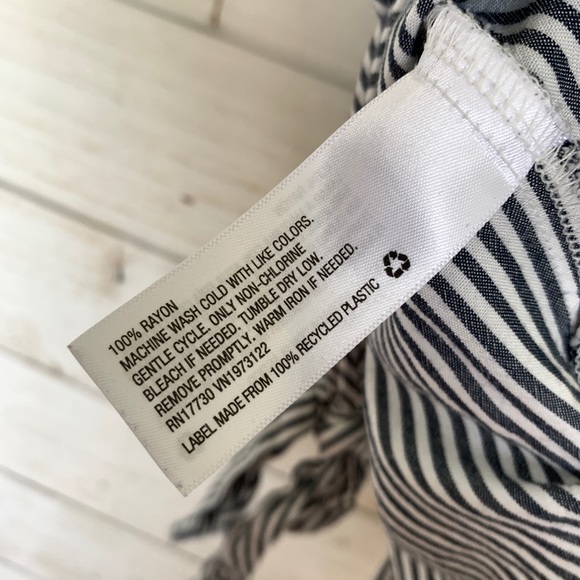 100% RAYON
MACHINE WASH COLD WITH LIKE COLORS.
GENTLE CYCLE. ONLY NON-CHLORINE
BLEACH IF NEEDED. TUMBLE DRY LOW.
REMOVE PROMPTLY. WARM IRON IF NEEDED.
RN17730 VN1973122
LABEL MADE FROM 100% RECYCLED PLASTIC